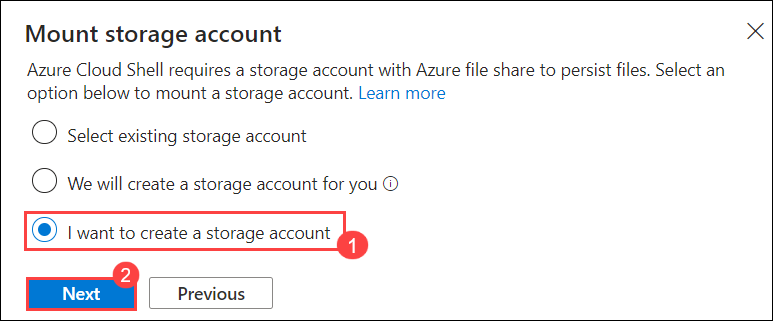 Mount storage account
Azure Cloud Shell requires a storage account with Azure file share to persist files. Select an
option below to mount a storage account. Learn more
Select existing storage account
We will create a storage account for you
I want to create a storage account
1
2
Next
Previous